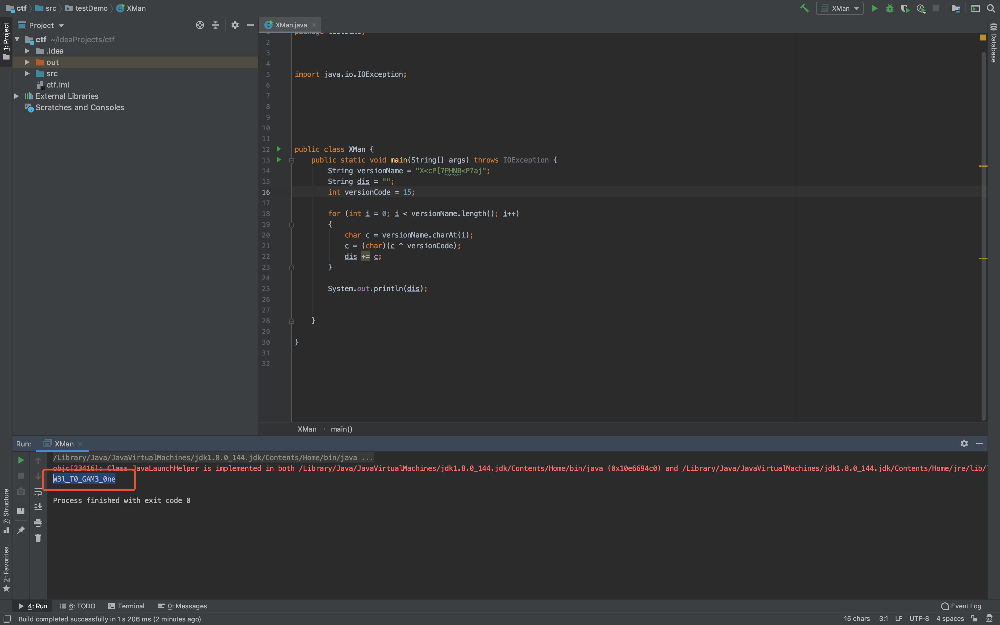 ctf src testDemo XMan
XMan
1: Project
Project
XMan.java
Database
ctf ~/IdeaProjects/ctf
.idea
out
src
ctf.iml
External Libraries
Scratches and Consoles
2
3
4
5 import java.io.IOException;
6
7
8
9
10
11
12 public class XMan {
13 public static void main(String[] args) throws IOException {
14 String versionName = "X<cP[?PHNB<P?aj";
15 String dis = "";
16 int versionCode = 15;
17
18 for (int i = 0; i < versionName.length(); i++)
19 {
20 char c = versionName.charAt(i);
21 c = (char)(c ^ versionCode);
22 dis += c;
23 }
24
25 System.out.println(dis);
26
27
28 }
29
30 }
31
32
XMan › main()
Run: XMan
/Library/Java/JavaVirtualMachines/jdk1.8.0_144.jdk/Contents/Home/bin/java ...
objc[23416]: Class JavaLaunchHelper is implemented in both /Library/Java/JavaVirtualMachines/jdk1.8.0_144.jdk/Contents/Home/bin/java (0x10e6694c0) and /Library/Java/JavaVirtualMachines/jdk1.8.0_144.jdk/Contents/Home/jre/lib/
W3l_T0_GAM3_0ne
Process finished with exit code 0
7: Structure
2: Favorites
4: Run 6: TODO Terminal 0: Messages Event Log
Build completed successfully in 1 s 206 ms (2 minutes ago) 15 chars 3:1 LF UTF-8 4 spaces